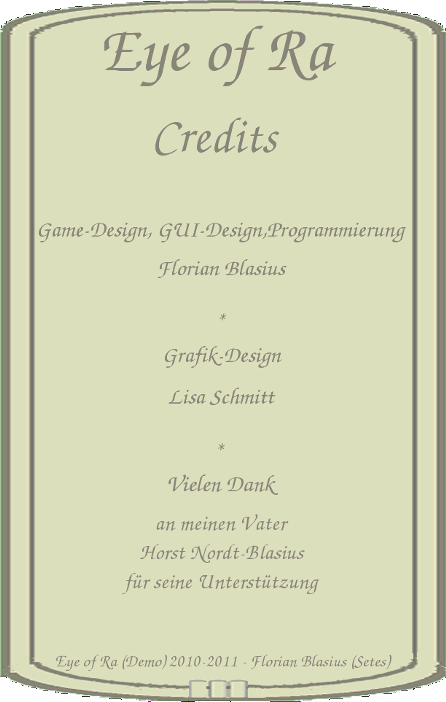 Eye of Ra
Credits
Game-Design, GUI-Design,Programmierung
Florian Blasius
*
Grafik-Design
Lisa Schmitt
*
Vielen Dank
an meinen Vater
Horst Nordt-Blasius
für seine Unterstützung
Eye of Ra (Demo) 2010-2011 - Florian Blasius (Setes)